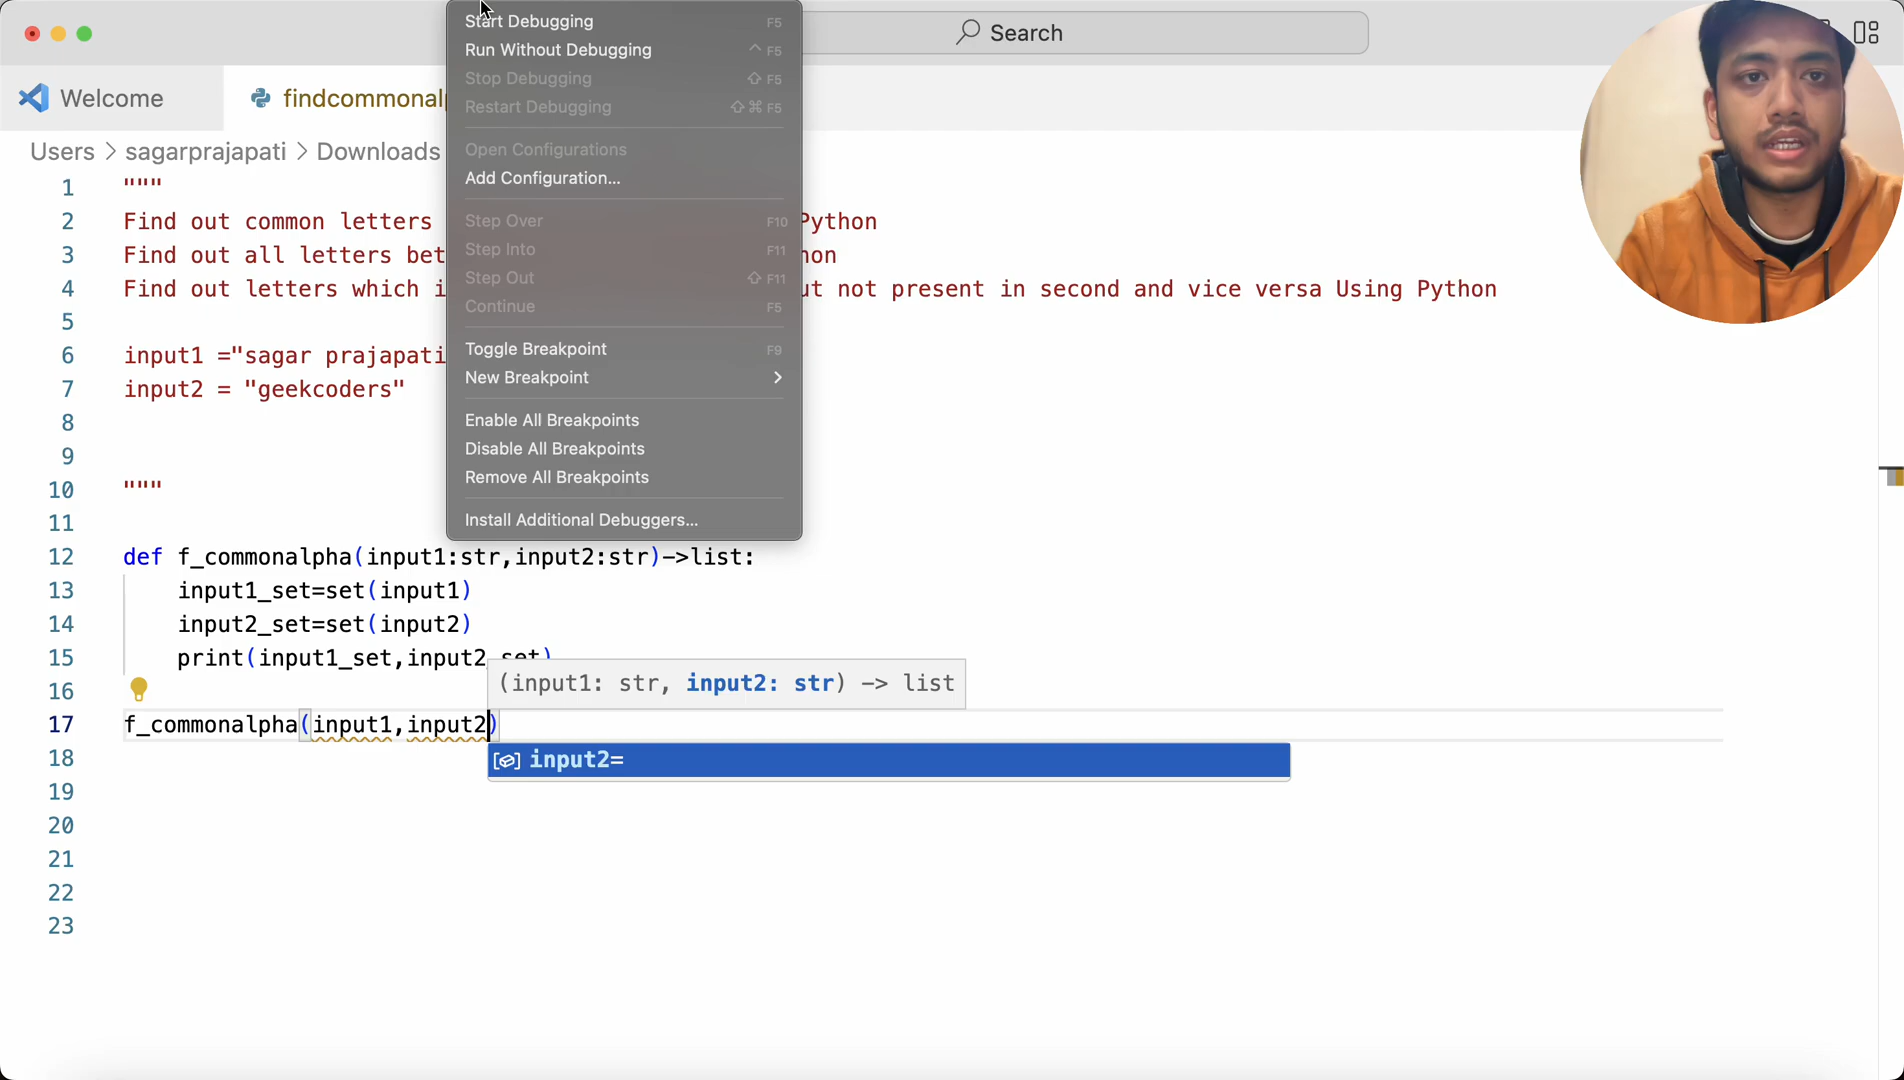 Start Debugging F5
Search
Run Without Debugging ^ F5
Stop Debugging ⇧ F5
Restart Debugging ⇧⌘ F5
Welcome
findcommonalp
Open Configurations
Add Configuration...
Users > sagarprajapati > Downloads
Step Over F10
Step Into F11
Step Out ⇧ F11
Continue F5
Toggle Breakpoint F9
New Breakpoint >
Enable All Breakpoints
Disable All Breakpoints
Remove All Breakpoints
Install Additional Debuggers...
1 """
2 Find out common letters Python
3 Find out all letters bet hon
4 Find out letters which i ut not present in second and vice versa Using Python
5
6 input1 ="sagar prajapati
7 input2 = "geekcoders"
8
9
10 """
11
12 def f_commonalpha(input1:str,input2:str)->list:
13 input1_set=set(input1)
14 input2_set=set(input2)
15 print(input1_set,input2_set)
16
(input1: str, input2: str) -> list
17 f_commonalpha(input1,input2)
18
input2=
19
20
21
22
23